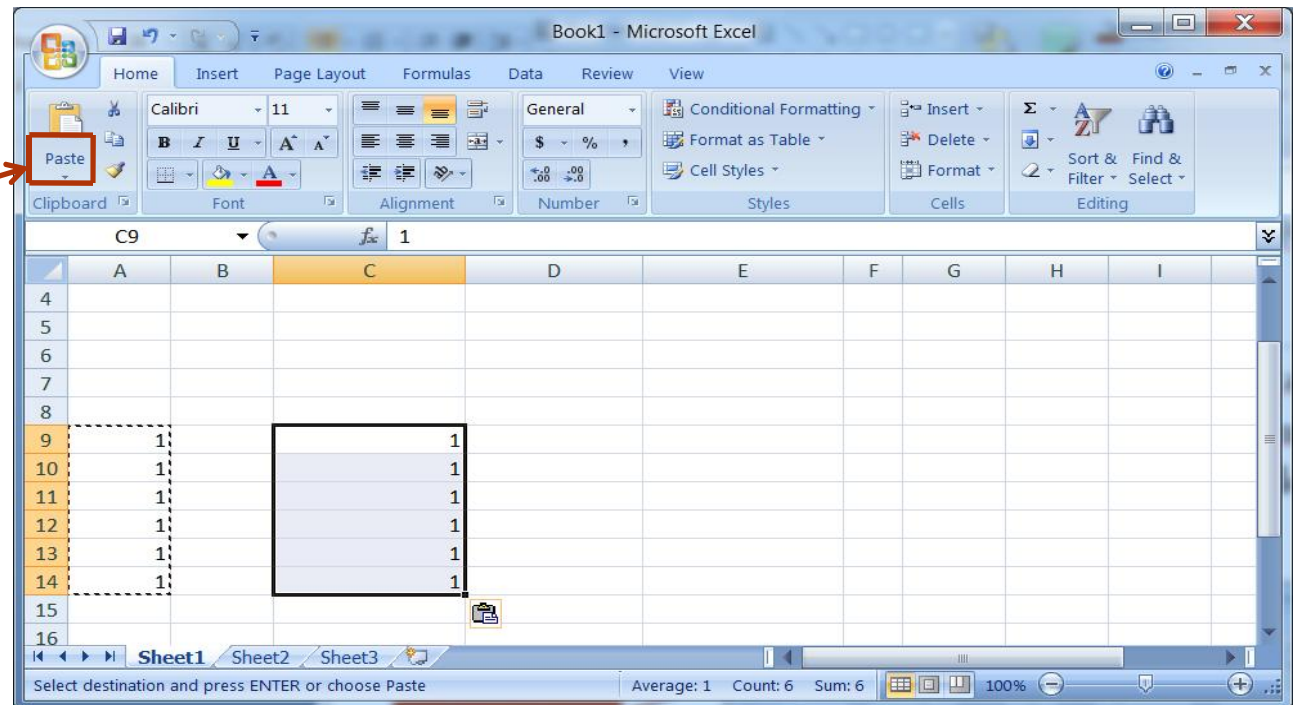 Book1 - Microsoft Excel
Home Insert Page Layout Formulas Data Review View
Paste
Calibri 11
General
Conditional Formatting
Insert
Σ
B I U A A
$ % ,
Format as Table
Delete
Sort & Filter
Find & Select
A
.0 .00 .00 .0
Cell Styles
Format
Clipboard Font Alignment Number Styles Cells Editing
C9 fx 1
A B C D E F G H I
4
5
6
7
8
9 1 1
10 1 1
11 1 1
12 1 1
13 1 1
14 1 1
15
16
Sheet1 Sheet2 Sheet3
Select destination and press ENTER or choose Paste Average: 1 Count: 6 Sum: 6 100%